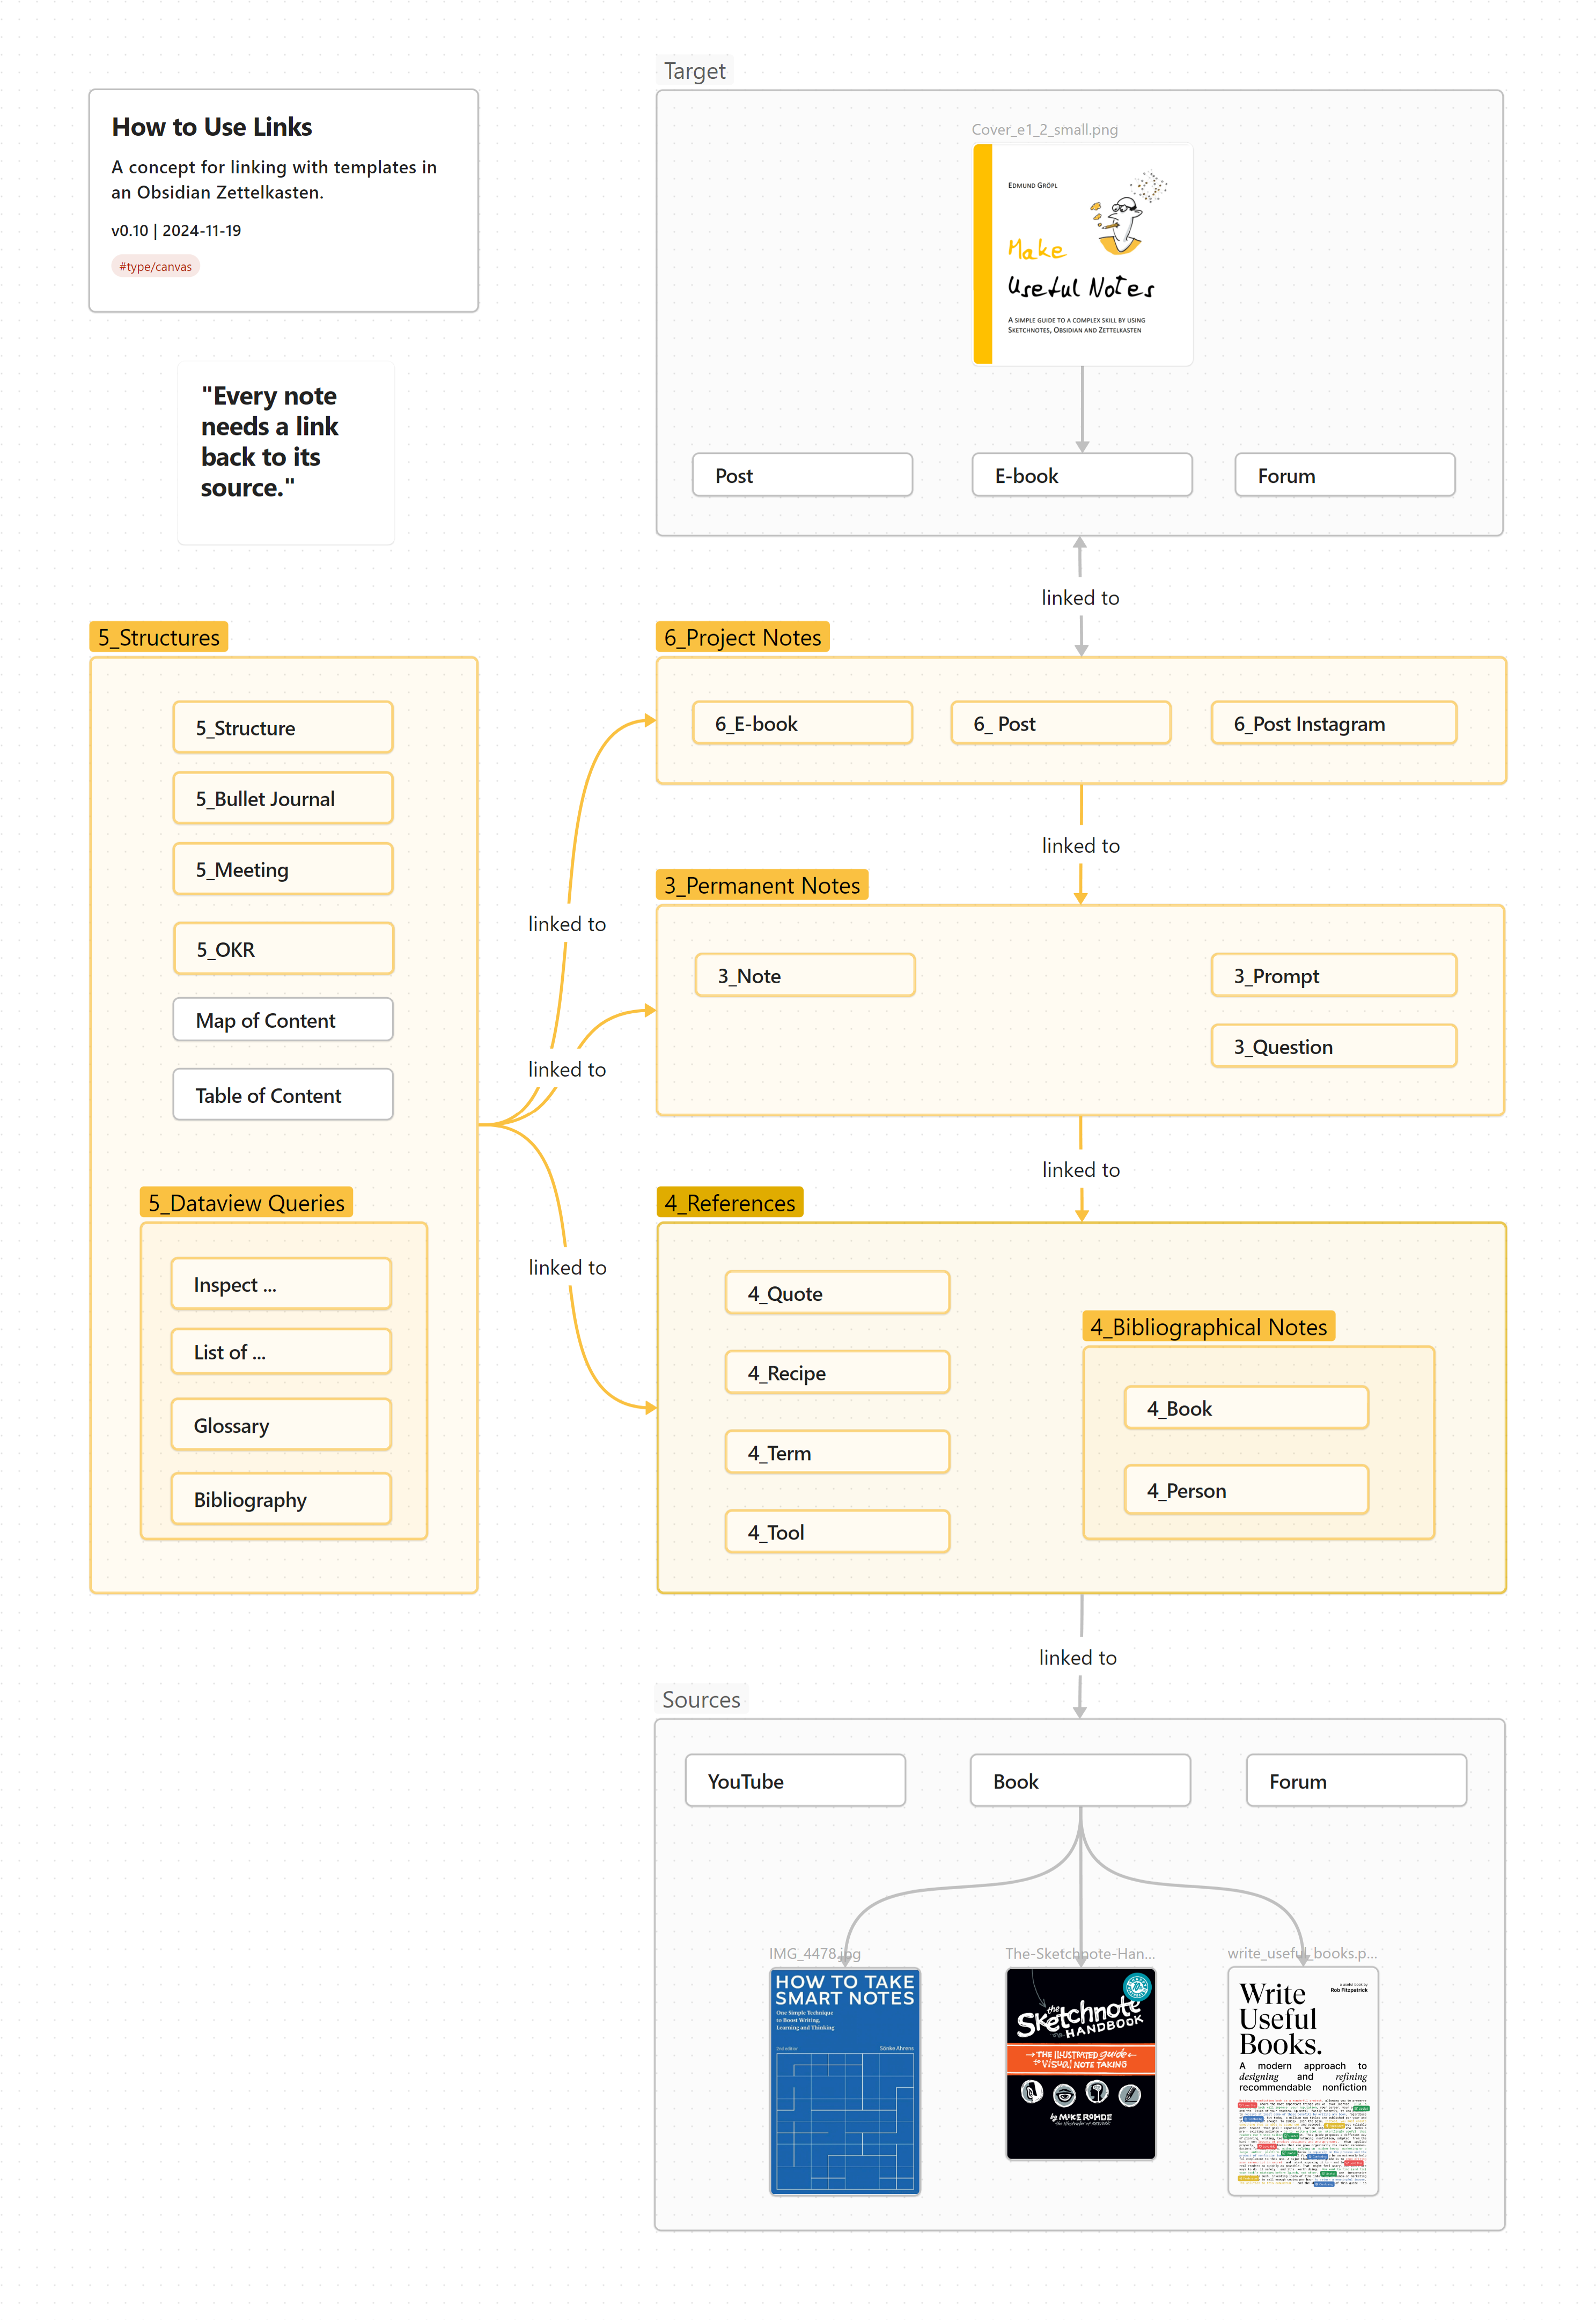 How to Use Links
A concept for linking with templates in
an Obsidian Zettelkasten.
v0.10 | 2024-11-19
#type/canvas
"Every note
needs a link
back to its
source."
Target
Cover_e1_2_small.png
EDMUND GRÖPL
Make
Useful Notes
A SIMPLE GUIDE TO A COMPLEX SKILL BY USING
SKETCHNOTES, OBSIDIAN AND ZETTELKASTEN
Post
E-book
Forum
linked to
5_Structures
5_Structure
5_Bullet Journal
5_Meeting
5_OKR
Map of Content
Table of Content
5_Dataview Queries
Inspect ...
List of ...
Glossary
Bibliography
linked to
linked to
linked to
6_Project Notes
6_E-book
6_ Post
6_Post Instagram
linked to
3_Permanent Notes
3_Note
3_Prompt
3_Question
linked to
4_References
4_Quote
4_Recipe
4_Term
4_Tool
4_Bibliographical Notes
4_Book
4_Person
linked to
Sources
YouTube
Book
Forum
IMG_4478.jpg
HOW TO TAKE
SMART NOTES
One Simple Technique
to Boost Writing,
Learning and Thinking
2nd edition
Sönke Ahrens
The-Sketchnote-Han...
the
Sketchnote
HANDBOOK
THE ILLUSTRATED guide
to VISUAL NOTE TAKING
by MIKE ROHDE
write_useful_books.p...
a useful book by
Rob Fitzpatrick
Write
Useful
Books.
A modern approach to
designing and refining
recommendable nonfiction